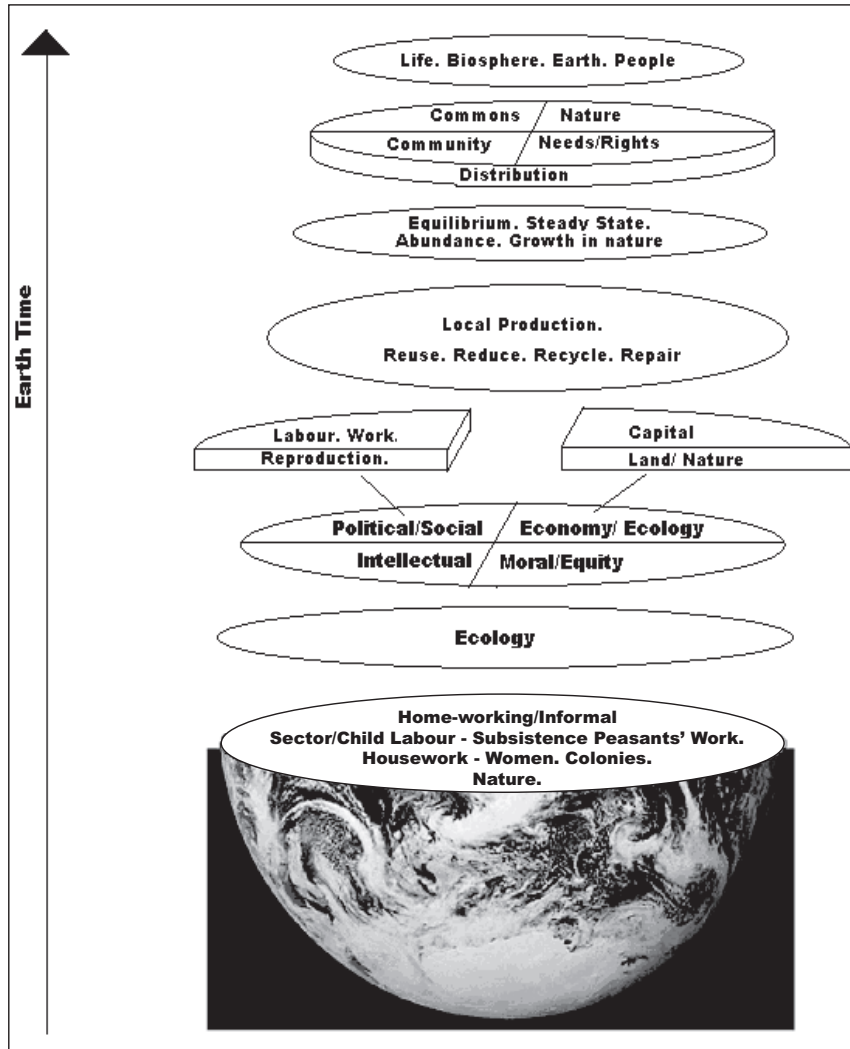 Life. Biosphere. Earth. People
Commons / Nature
Community / Needs/Rights
Distribution
Equilibrium. Steady State.
Abundance. Growth in nature
Local Production.
Reuse. Reduce. Recycle. Repair
Earth Time
Labour. Work.
Reproduction.
Capital
Land/ Nature
Political/Social
Economy/ Ecology
Intellectual
Moral/Equity
Ecology
Home-working/Informal
Sector/Child Labour - Subsistence Peasants' Work.
Housework - Women. Colonies.
Nature.